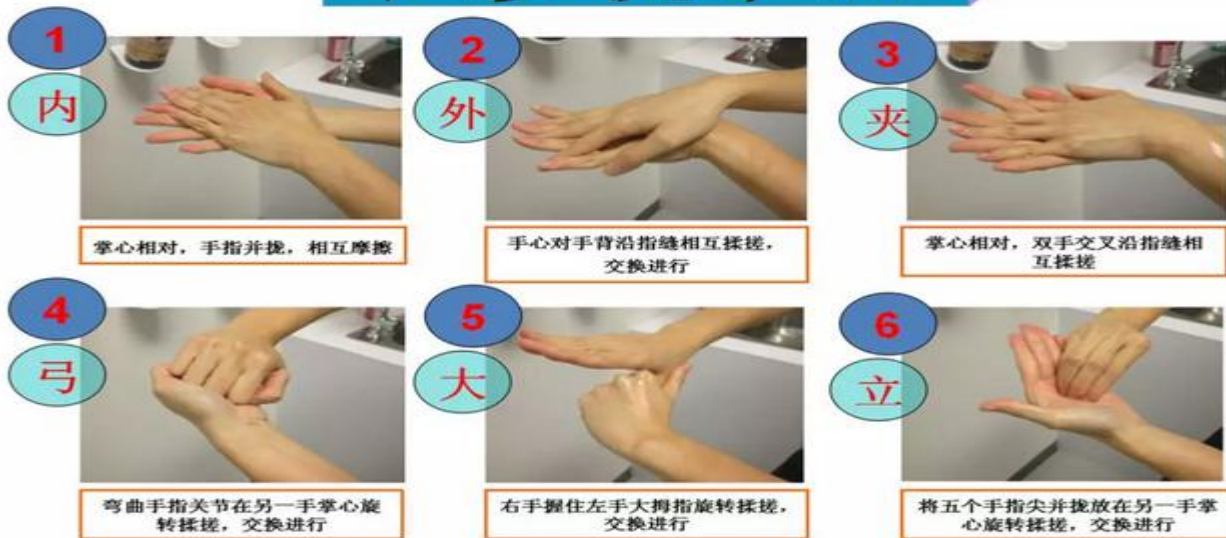 1
内
掌心相对，手指并拢，相互摩擦
2
外
手心对手背沿指缝相互揉搓，
交换进行
3
夹
掌心相对，双手交叉沿指缝相
互揉搓
4
弓
弯曲手指关节在另一手掌心旋
转揉搓，交换进行
5
大
右手握住左手大拇指旋转揉搓，
交换进行
6
立
将五个手指尖并拢放在另一手掌
心旋转揉搓，交换进行